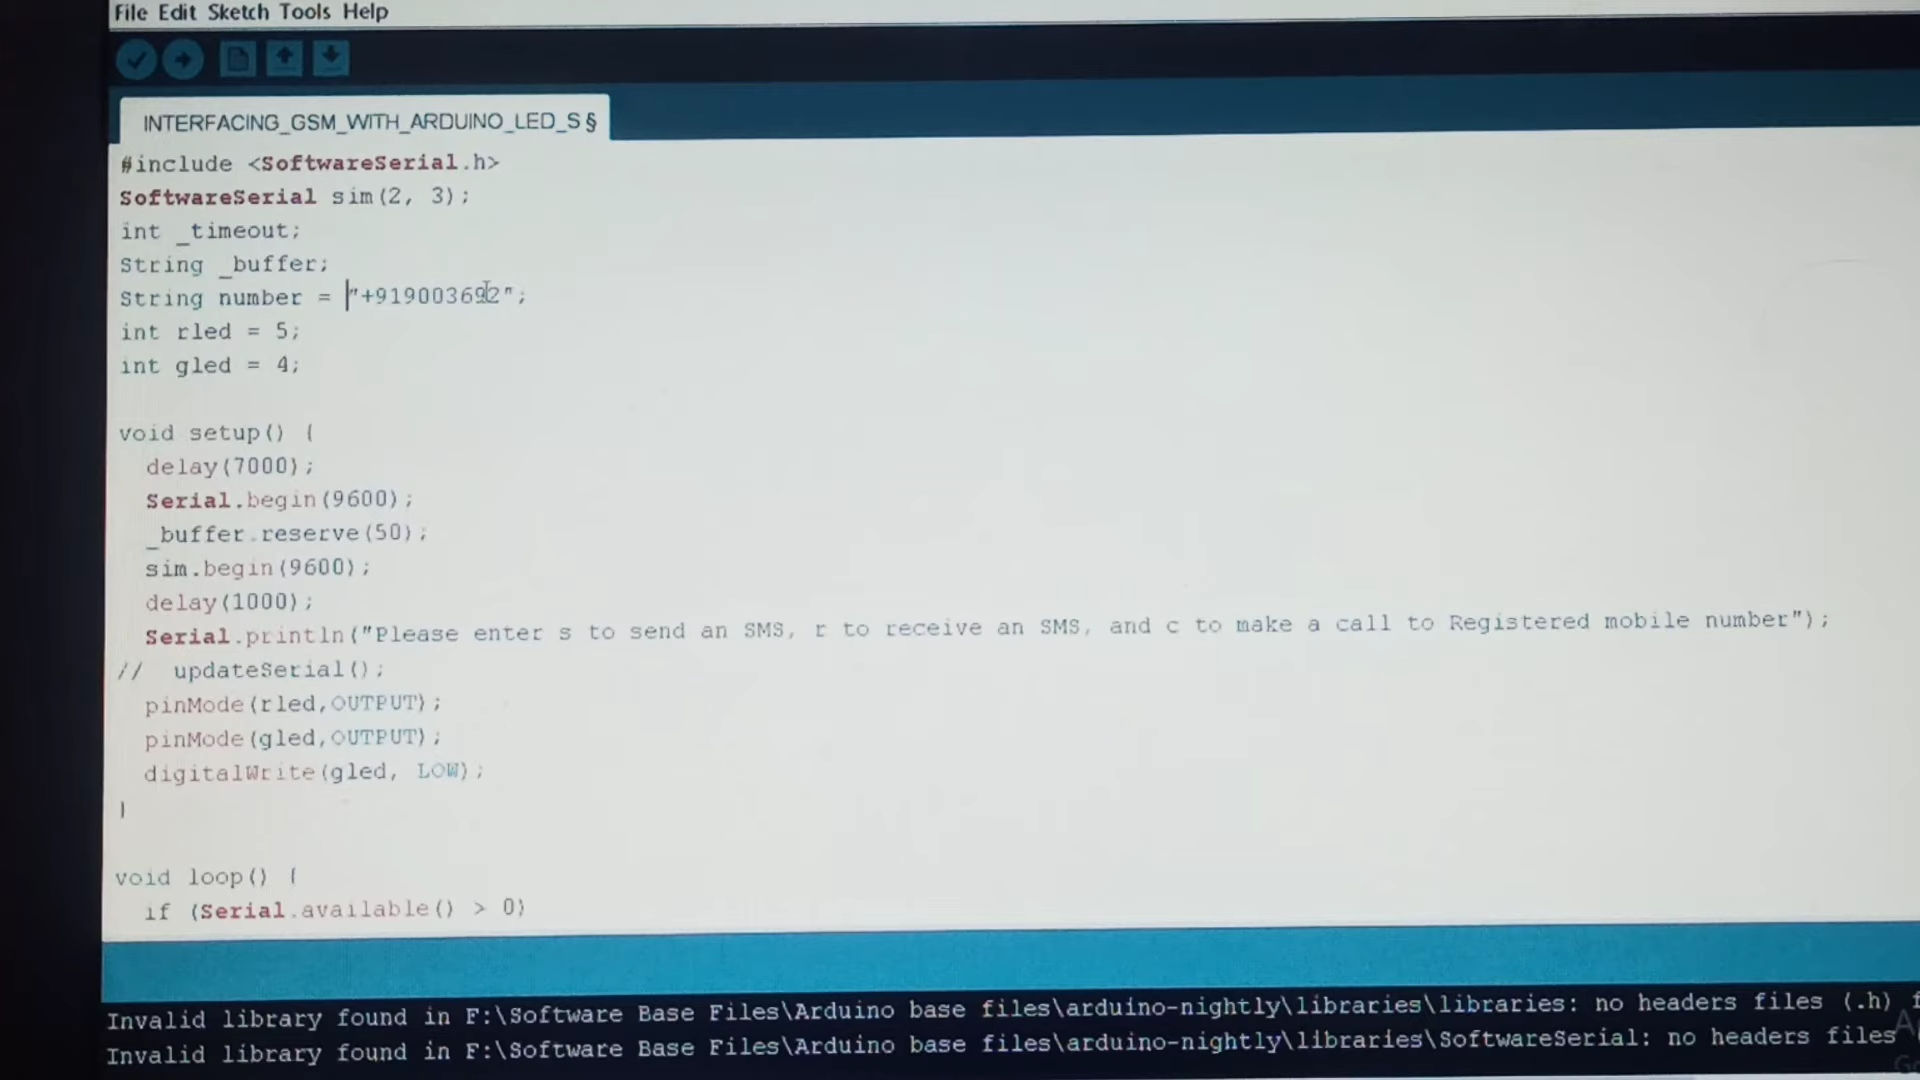 File Edit Sketch Tools Help
INTERFACING_GSM_WITH_ARDUINO_LED_S §
#include <SoftwareSerial.h>
SoftwareSerial sim(2, 3);
int _timeout;
String _buffer;
String number = "+919003692";
int rled = 5;
int gled = 4;
void setup() {
delay(7000);
Serial.begin(9600);
_buffer.reserve(50);
sim.begin(9600);
delay(1000);
Serial.println("Please enter s to send an SMS, r to receive an SMS, and c to make a call to Registered mobile number");
// updateSerial();
pinMode(rled,OUTPUT);
pinMode(gled,OUTPUT);
digitalWrite(gled, LOW);
}
void loop() {
if (Serial.available() > 0)
Invalid library found in F:\Software Base Files\Arduino base files\arduino-nightly\libraries\libraries: no headers files (.h)
Invalid library found in F:\Software Base Files\Arduino base files\arduino-nightly\libraries\SoftwareSerial: no headers files